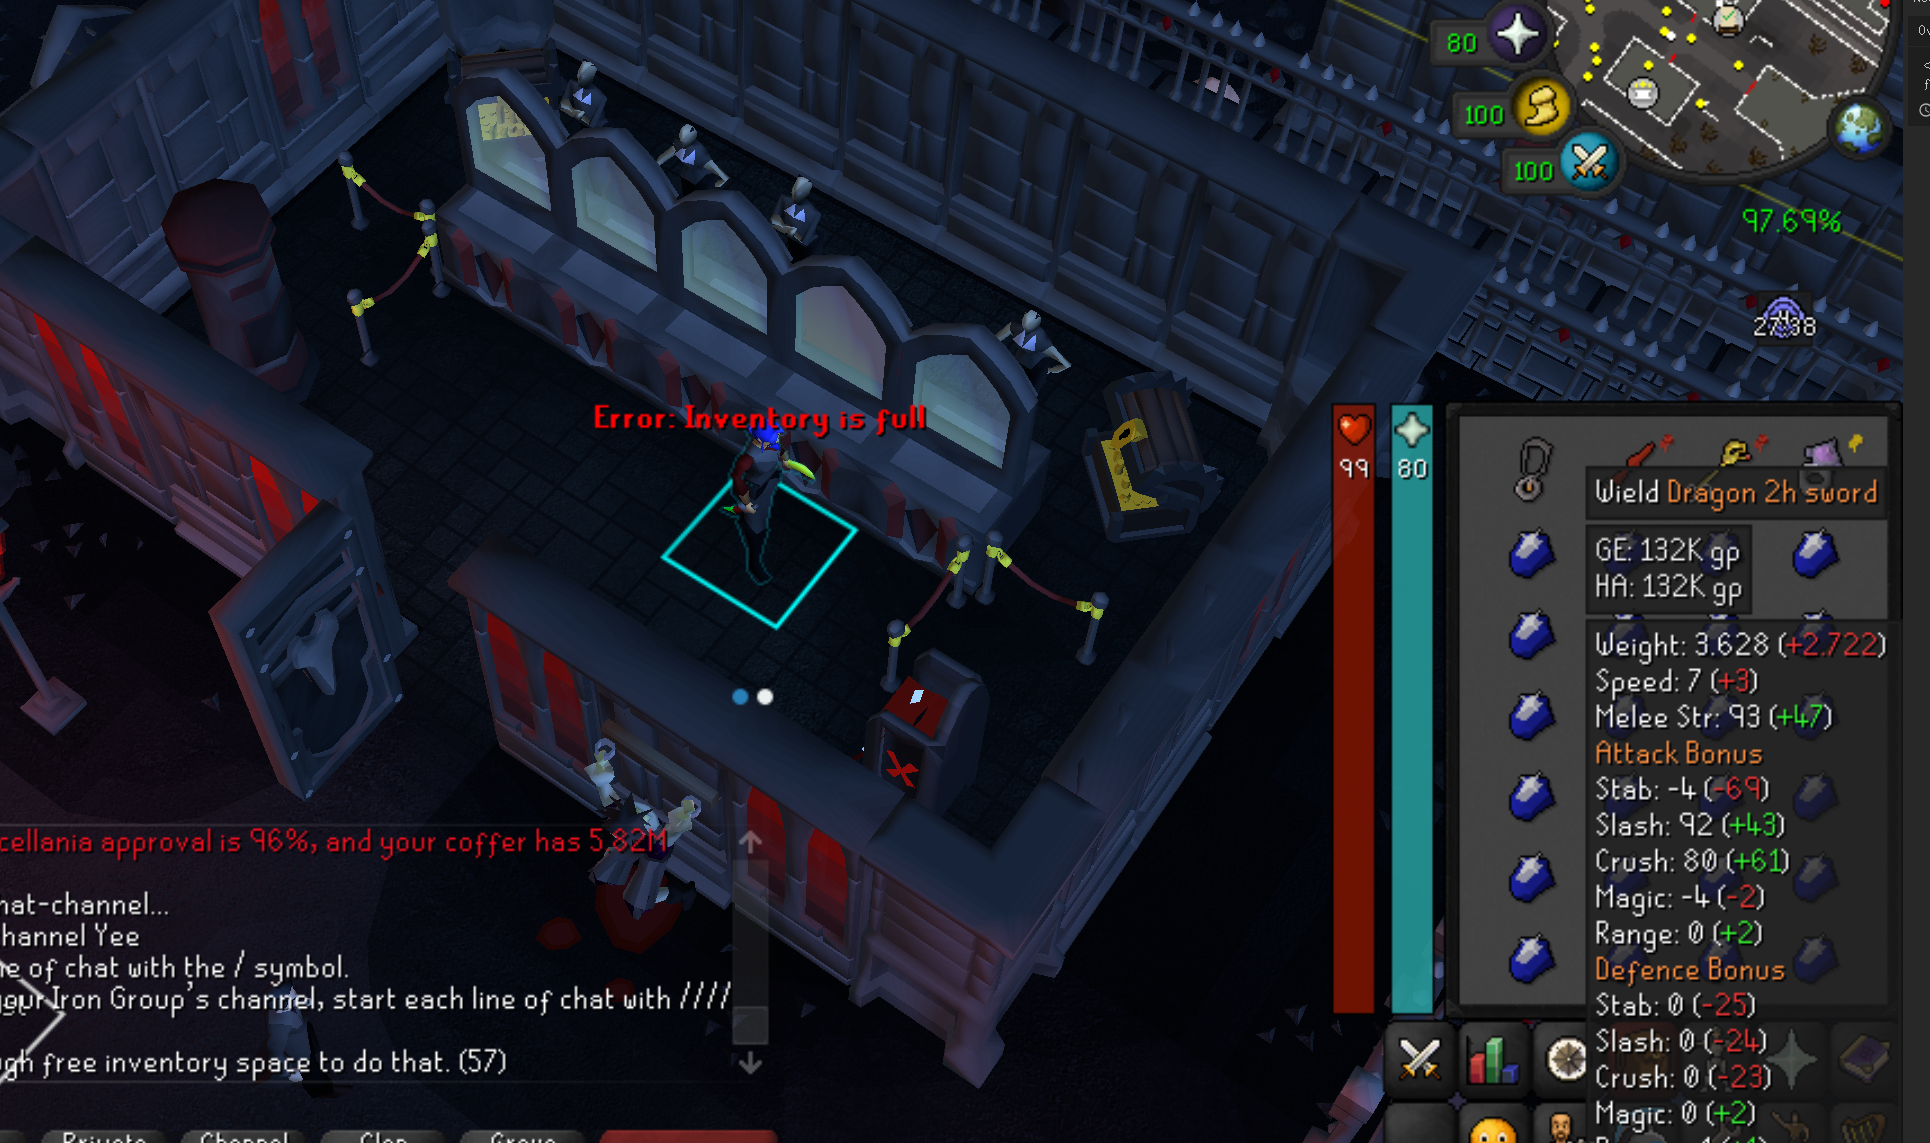 80
100
100
97.69%
27:38
Error: Inventory is full
99
80
Wield Dragon 2h sword
GE: 132K gp
HA: 132K gp
Weight: 3.628 (+2.722)
Speed: 7 (+3)
Melee Str: 93 (+47)
Attack Bonus
Stab: -4 (-69)
Slash: 92 (+43)
Crush: 80 (+61)
Magic: -4 (-2)
Range: 0 (+2)
Defence Bonus
Stab: 0 (-25)
Slash: 0 (-24)
Crush: 0 (-23)
Magic: 0 (+2)
cellania approval is 96%, and your coffer has 5.82M
hat-channel...
hannel Yee
ne of chat with the / symbol.
your Iron Group's channel, start each line of chat with ////
gh free inventory space to do that. (57)
Private
Channel
Clan
Group